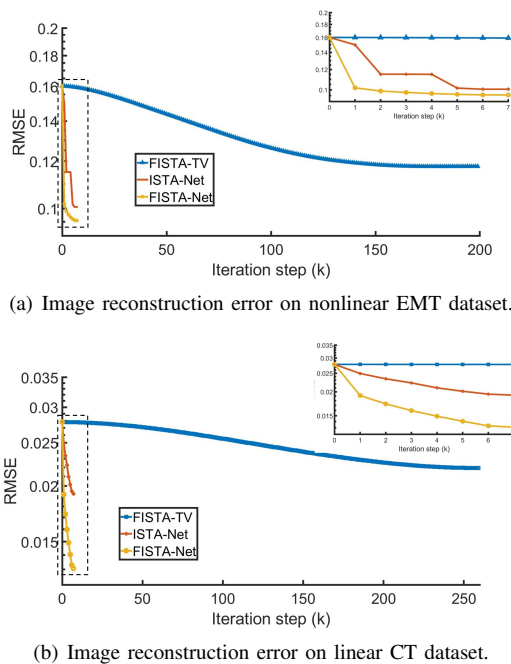 0.2
0.16
0.14
0.12
0.1
RMSE
0 50 100 150 200
Iteration step (k)
FISTA-TV
ISTA-Net
FISTA-Net
0.2
0.16
0.14
0.12
0.1
0 1 2 3 4 5 6 7
Iteration step (k)
(a) Image reconstruction error on nonlinear EMT dataset.
0.035
0.03
0.025
0.02
0.015
RMSE
0 50 100 150 200 250
Iteration step (k)
FISTA-TV
ISTA-Net
FISTA-Net
0.035
0.03
0.025
0.02
0.015
0 1 2 3 4 5 6
Iteration step (k)
(b) Image reconstruction error on linear CT dataset.